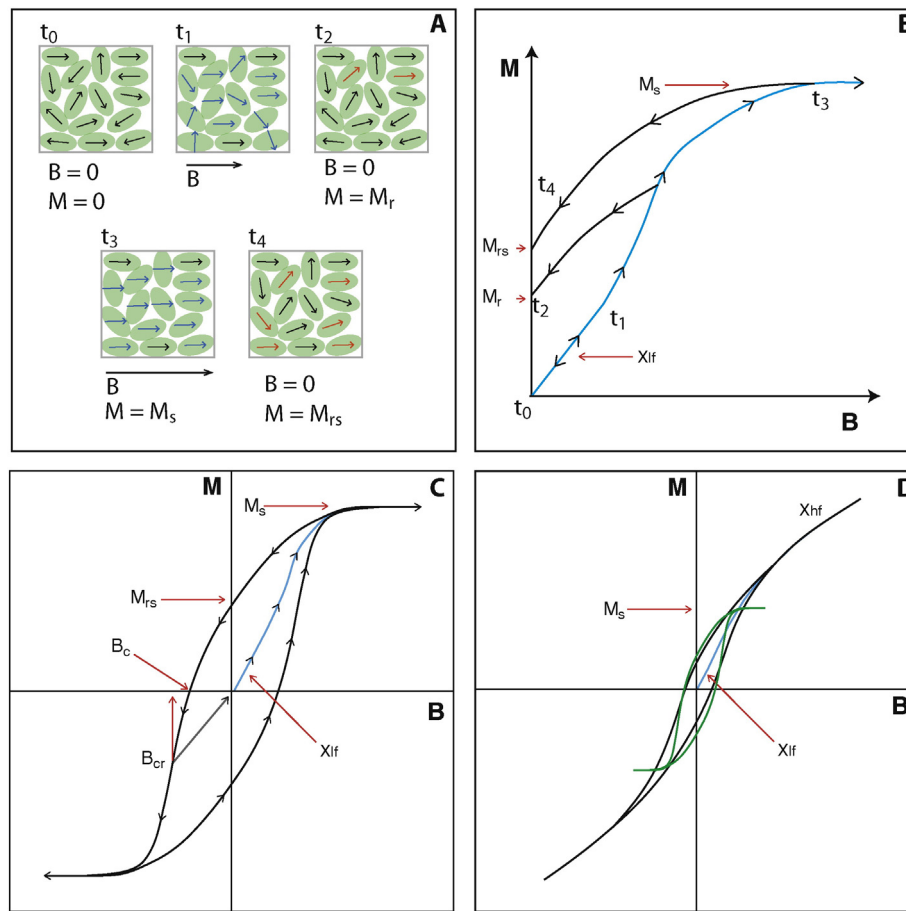 A
t0
t1
t2
B = 0
M = 0
B
B = 0
M = Mr
t3
t4
B
M = Ms
B = 0
M = Mrs
B
M
Ms
t3
t4
Mrs
Mr
t2
t1
Xlf
t0
B
M
C
Ms
Mrs
Bc
B
Bcr
Xlf
M
D
Xhf
Ms
B
Xlf